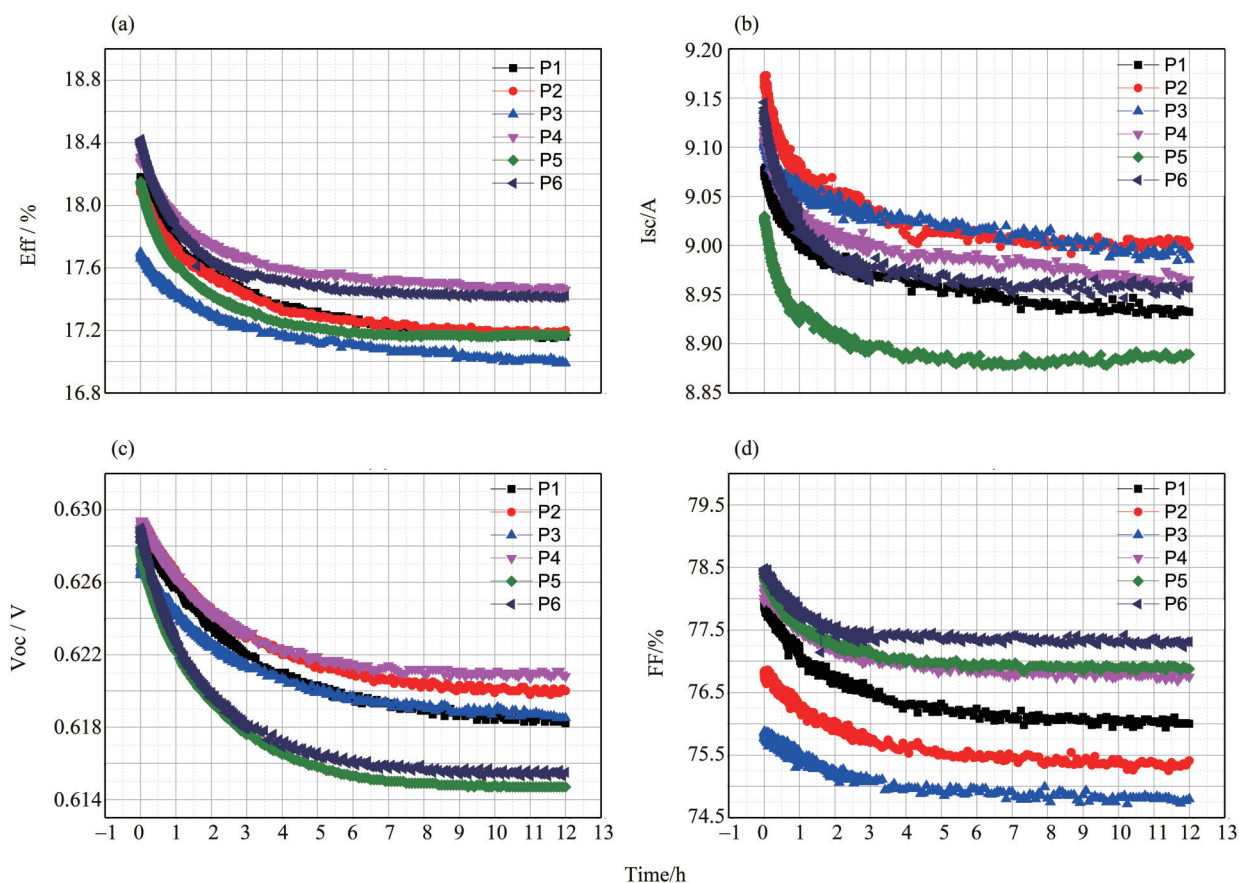 (a)
Eff / %
18.8
18.4
18.0
17.6
17.2
16.8
P1
P2
P3
P4
P5
P6
(b)
Isc/A
9.20
9.15
9.10
9.05
9.00
8.95
8.90
8.85
P1
P2
P3
P4
P5
P6
(c)
Voc / V
0.630
0.626
0.622
0.618
0.614
P1
P2
P3
P4
P5
P6
−1 0 1 2 3 4 5 6 7 8 9 10 11 12 13
(d)
FF/%
79.5
78.5
77.5
76.5
75.5
74.5
P1
P2
P3
P4
P5
P6
−1 0 1 2 3 4 5 6 7 8 9 10 11 12 13
Time/h